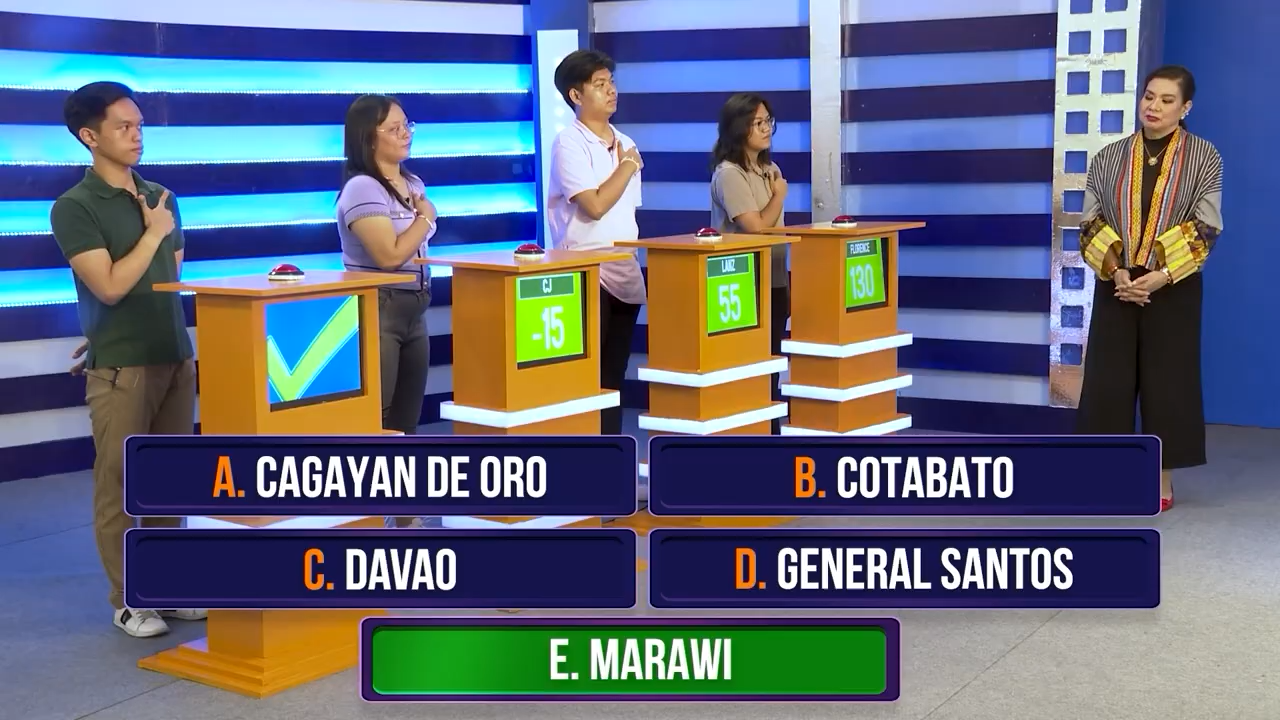 CJ
-15
LANZ
55
FLORENCE
130
A. CAGAYAN DE ORO
B. COTABATO
C. DAVAO
D. GENERAL SANTOS
E. MARAWI